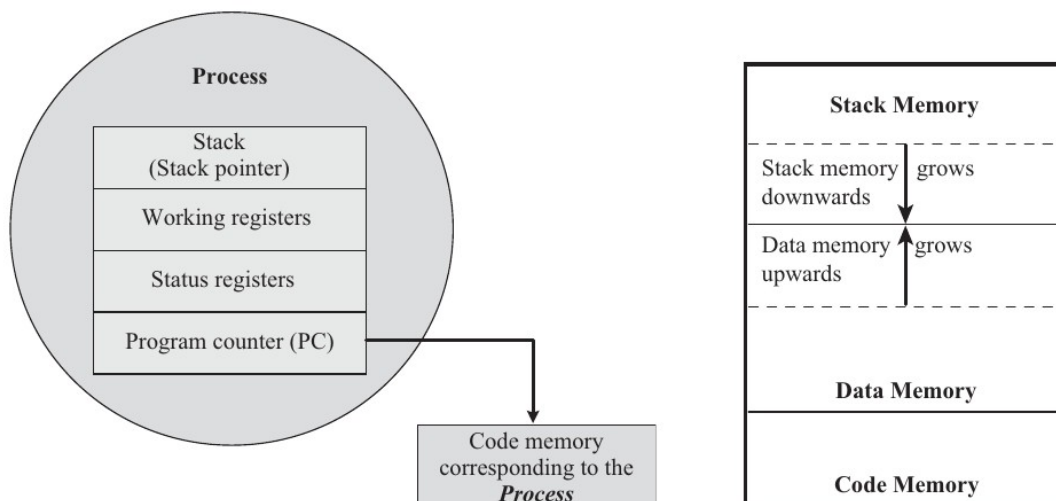 Process
Stack
(Stack pointer)
Working registers
Status registers
Program counter (PC)
Code memory
corresponding to the
Process
Stack Memory
Stack memory grows
downwards
Data memory grows
upwards
Data Memory
Code Memory